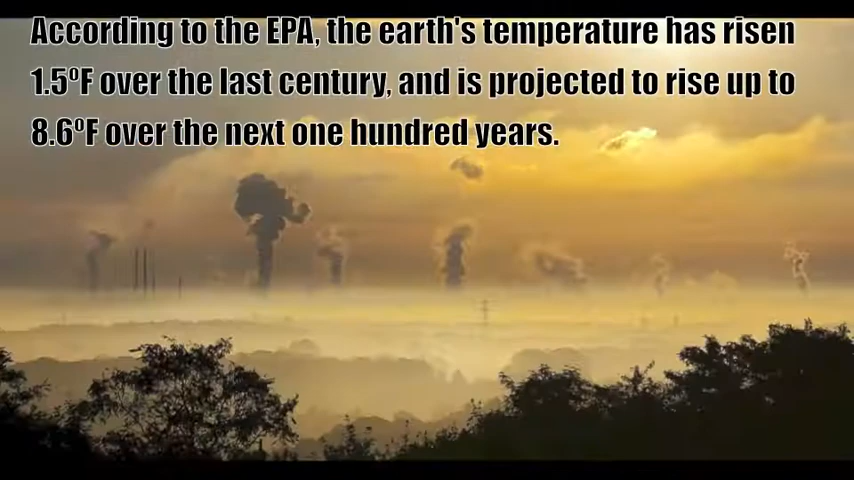 According to the EPA, the earth's temperature has risen
1.5ºF over the last century, and is projected to rise up to
8.6ºF over the next one hundred years.